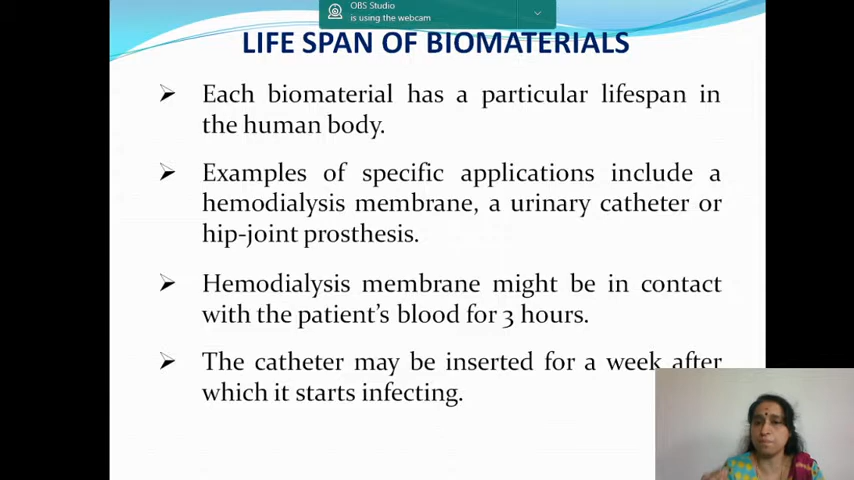 OBS Studio
is using the webcam
LIFE SPAN OF BIOMATERIALS
Each biomaterial has a particular lifespan in
the human body.
Examples of specific applications include a
hemodialysis membrane, a urinary catheter or
hip-joint prosthesis.
Hemodialysis membrane might be in contact
with the patient's blood for 3 hours.
The catheter may be inserted for a week after
which it starts infecting.